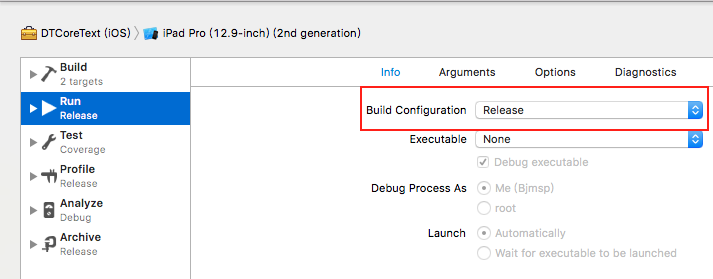 DTCoreText (iOS) iPad Pro (12.9-inch) (2nd generation)
Build
2 targets
Run
Release
Test
Coverage
Profile
Release
Analyze
Debug
Archive
Release
Info Arguments Options Diagnostics
Build Configuration Release
Executable None
Debug executable
Debug Process As Me (Bjmsp)
root
Launch Automatically
Wait for executable to be launched